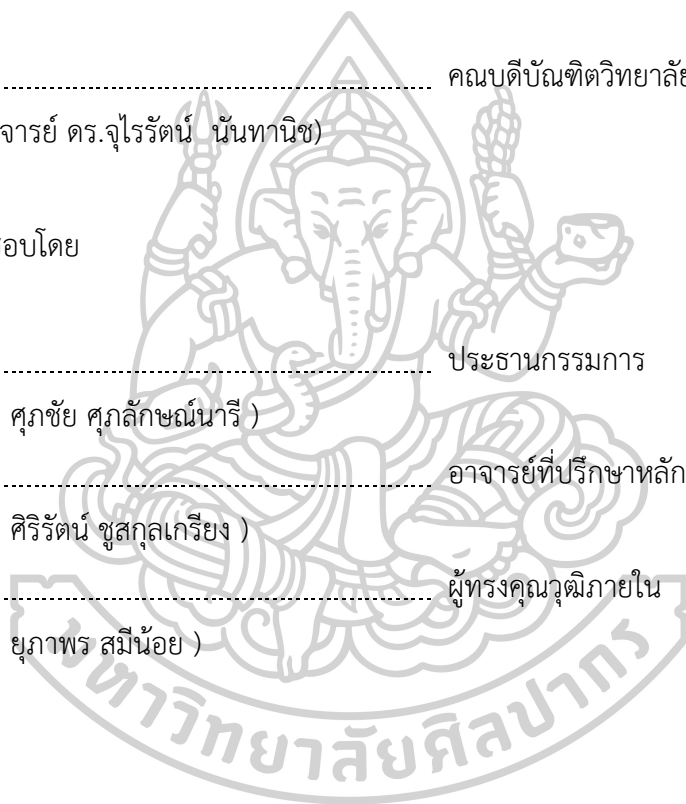 คณบดีบัณฑิตวิทยาลัย
จารย์ ดร.จุไรรัตน์ นันทานิช)
อบโดย
ประธานกรรมการ
ศุภชัย ศุภลักษณ์นารี )
อาจารย์ที่ปรึกษาหลัก
ศิริรัตน์ ชูสกุลเกรียง )
ผู้ทรงคุณวุฒิภายใน
ยุภาพร สมีน้อย )
มหาวิทยาลัยศิลปากร